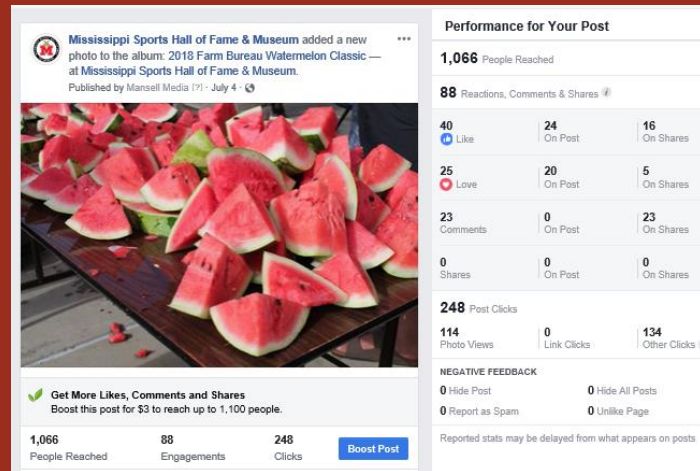 Mississippi Sports Hall of Fame & Museum added a new
photo to the album: 2018 Farm Bureau Watermelon Classic —
at Mississippi Sports Hall of Fame & Museum.
Published by Mansell Media [?] · July 4 ·
Get More Likes, Comments and Shares
Boost this post for $3 to reach up to 1,100 people.
1,066 88 248
People Reached Engagements Clicks
Boost Post
Performance for Your Post
1,066 People Reached
88 Reactions, Comments & Shares
40 24 16
Like On Post On Shares
25 20 5
Love On Post On Shares
23 0 23
Comments On Post On Shares
0 0 0
Shares On Post On Shares
248 Post Clicks
114 0 134
Photo Views Link Clicks Other Clicks
NEGATIVE FEEDBACK
0 Hide Post 0 Hide All Posts
0 Report as Spam 0 Unlike Page
Reported stats may be delayed from what appears on posts